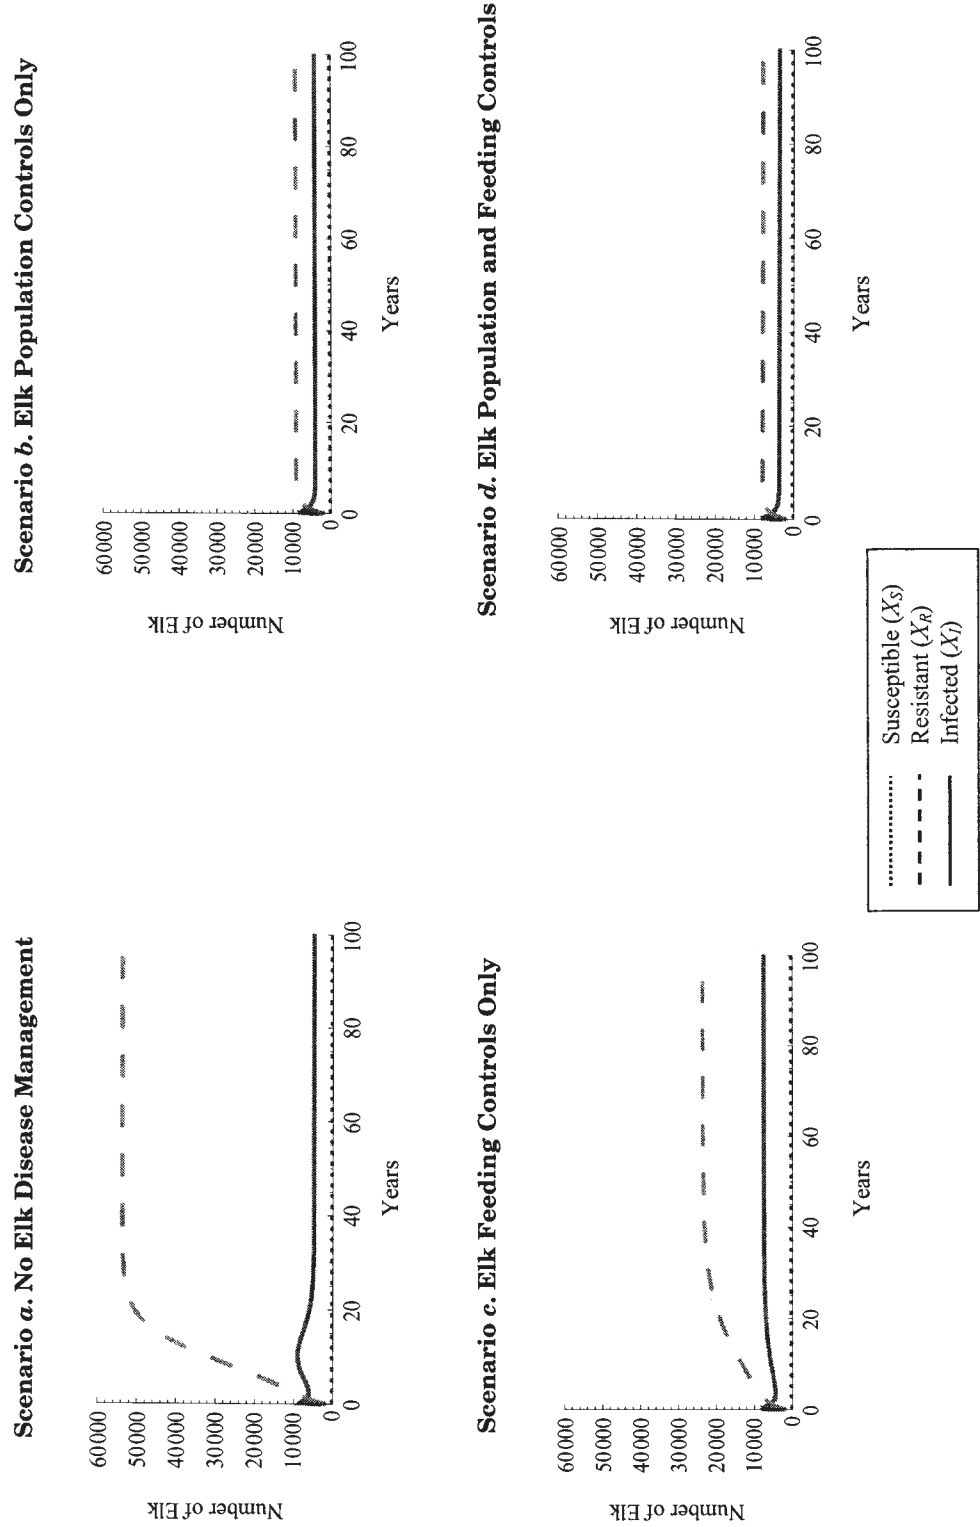 Scenario a. No Elk Disease Management
Number of Elk
60000
50000
40000
30000
20000
10000
0
0 20 40 60 80 100
Years
Scenario b. Elk Population Controls Only
Number of Elk
60000
50000
40000
30000
20000
10000
0
0 20 40 60 80 100
Years
Scenario c. Elk Feeding Controls Only
Number of Elk
60000
50000
40000
30000
20000
10000
0
0 20 40 60 80 100
Years
Scenario d. Elk Population and Feeding Controls
Number of Elk
60000
50000
40000
30000
20000
10000
0
0 20 40 60 80 100
Years
Susceptible (XS)
Resistant (XR)
Infected (XI)